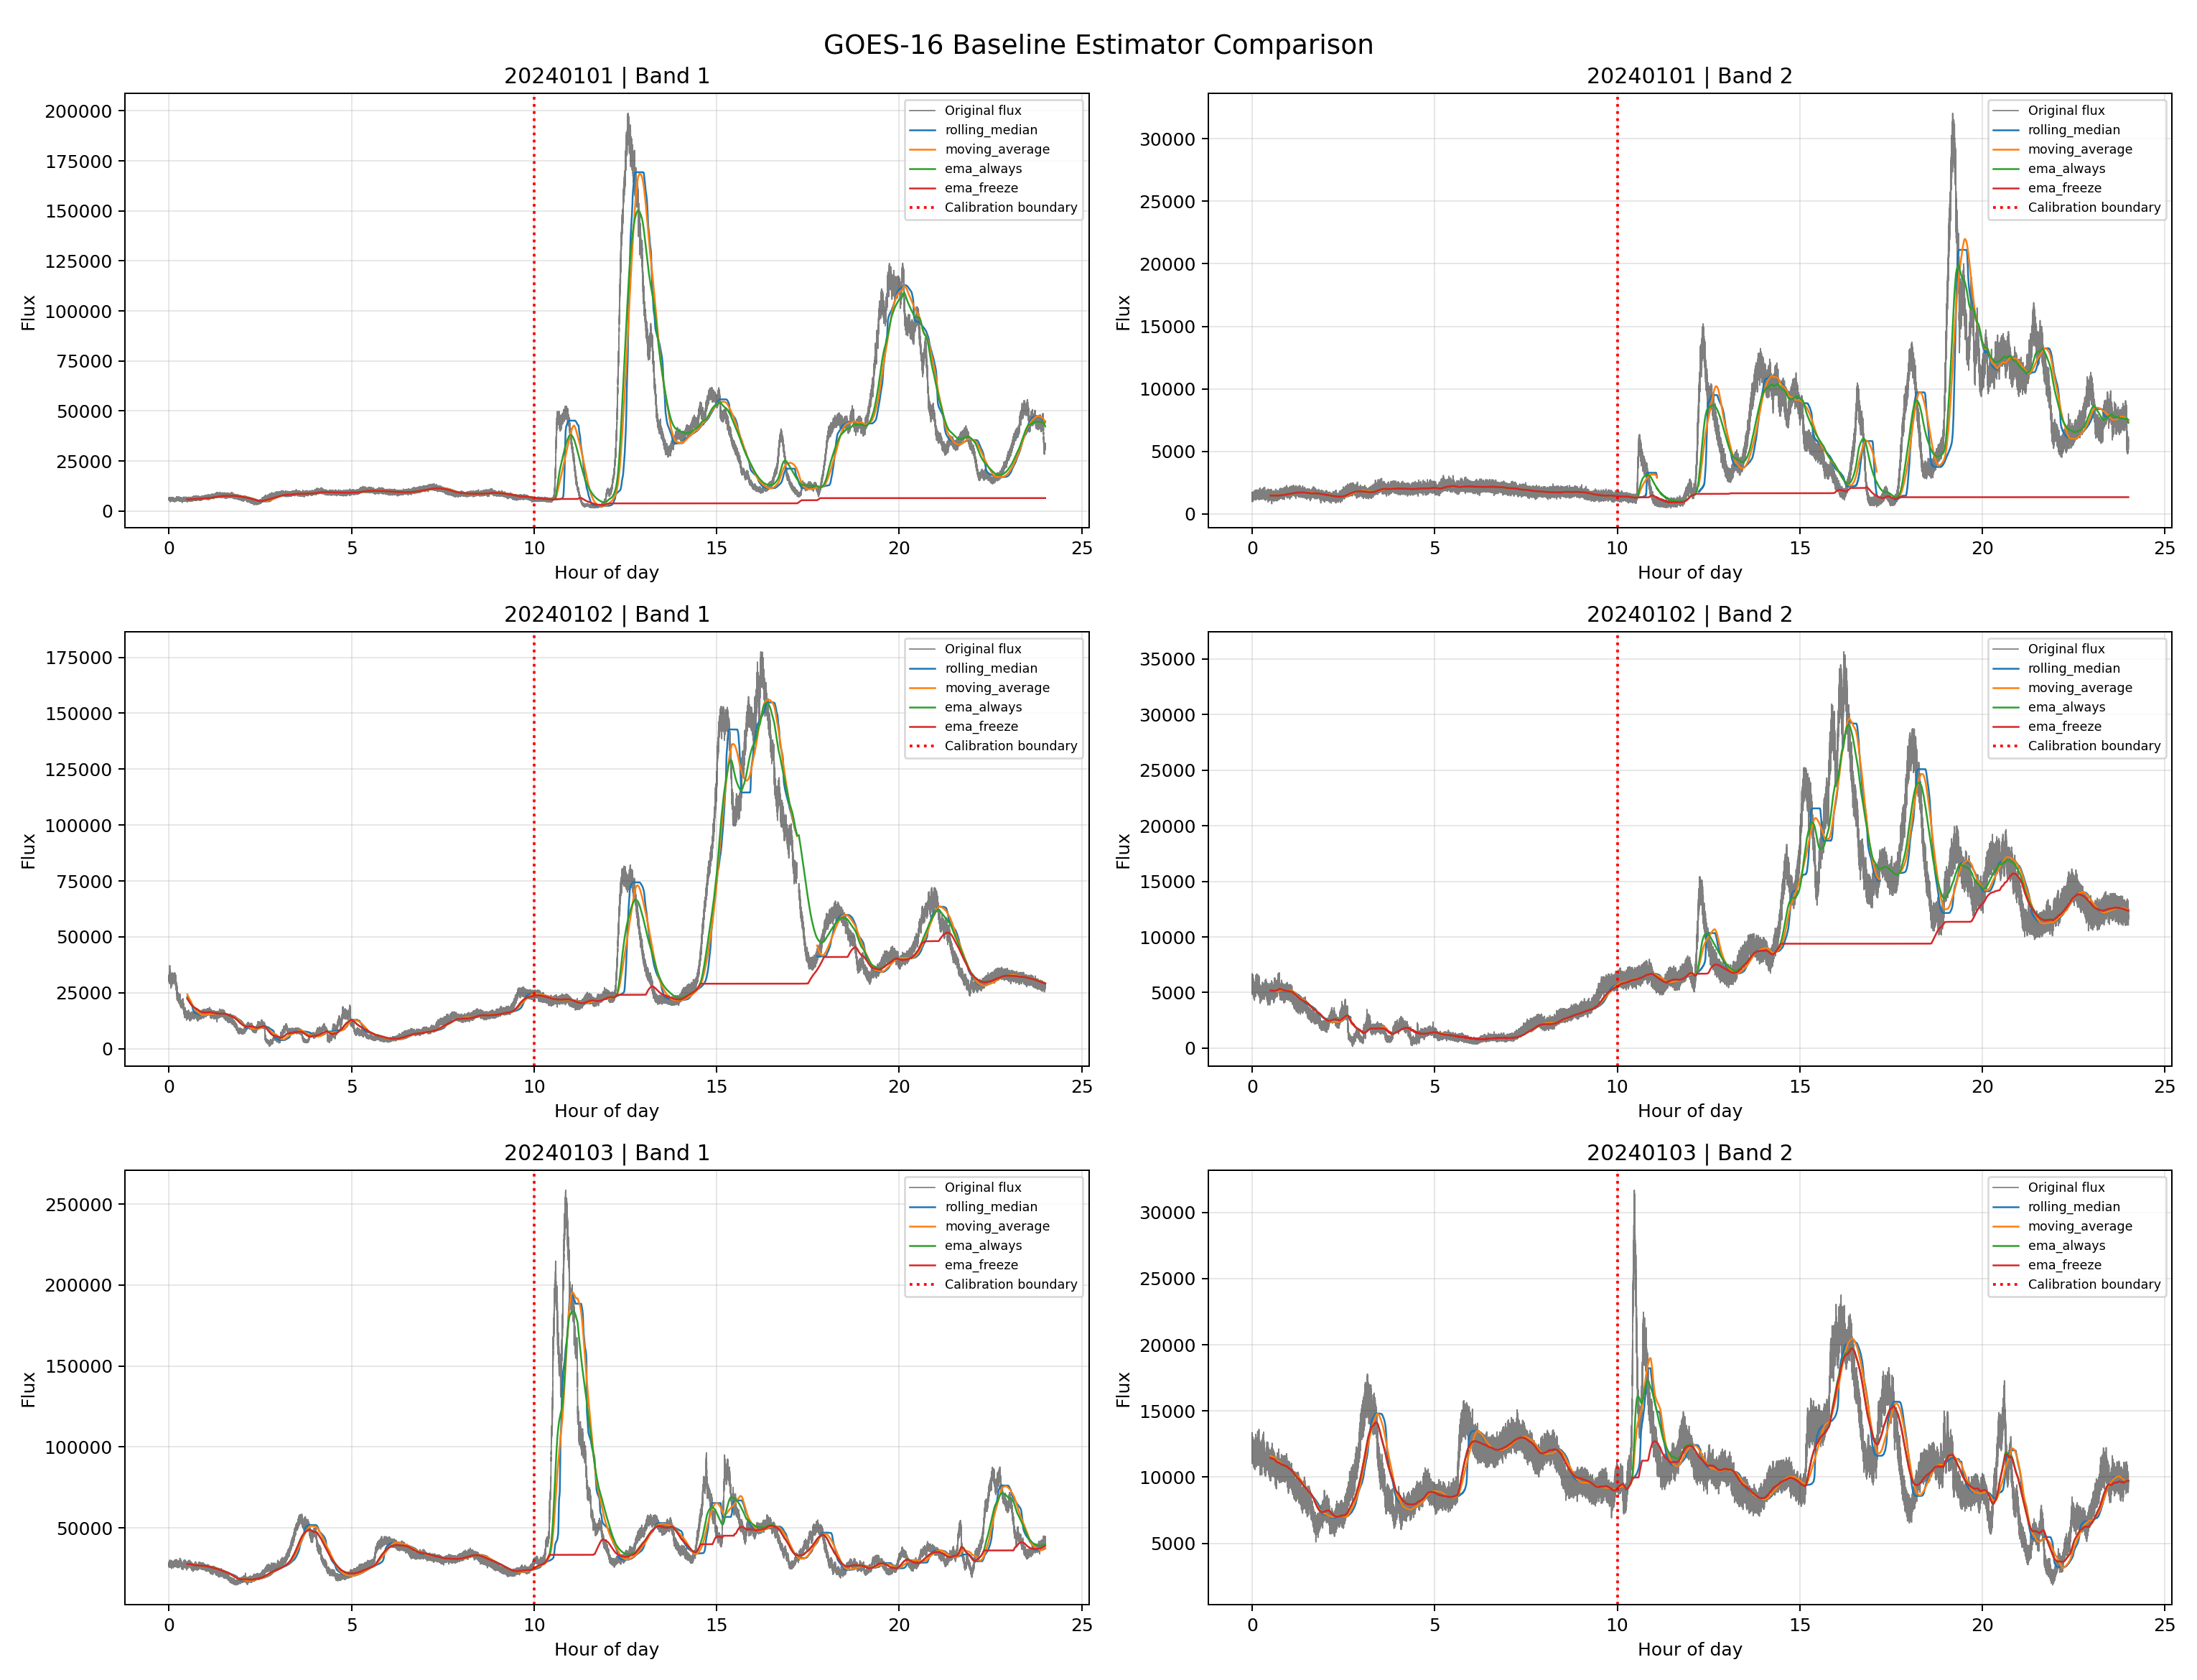 GOES-16 Baseline Estimator Comparison
20240101 | Band 1
Flux
200000
175000
150000
125000
100000
75000
50000
25000
0
0 5 10 15 20 25
Hour of day
Original flux
rolling_median
moving_average
ema_always
ema_freeze
Calibration boundary
20240101 | Band 2
Flux
30000
25000
20000
15000
10000
5000
0
0 5 10 15 20 25
Hour of day
Original flux
rolling_median
moving_average
ema_always
ema_freeze
Calibration boundary
20240102 | Band 1
Flux
175000
150000
125000
100000
75000
50000
25000
0
0 5 10 15 20 25
Hour of day
Original flux
rolling_median
moving_average
ema_always
ema_freeze
Calibration boundary
20240102 | Band 2
Flux
35000
30000
25000
20000
15000
10000
5000
0
0 5 10 15 20 25
Hour of day
Original flux
rolling_median
moving_average
ema_always
ema_freeze
Calibration boundary
20240103 | Band 1
Flux
250000
200000
150000
100000
50000
0 5 10 15 20 25
Hour of day
Original flux
rolling_median
moving_average
ema_always
ema_freeze
Calibration boundary
20240103 | Band 2
Flux
30000
25000
20000
15000
10000
5000
0 5 10 15 20 25
Hour of day
Original flux
rolling_median
moving_average
ema_always
ema_freeze
Calibration boundary